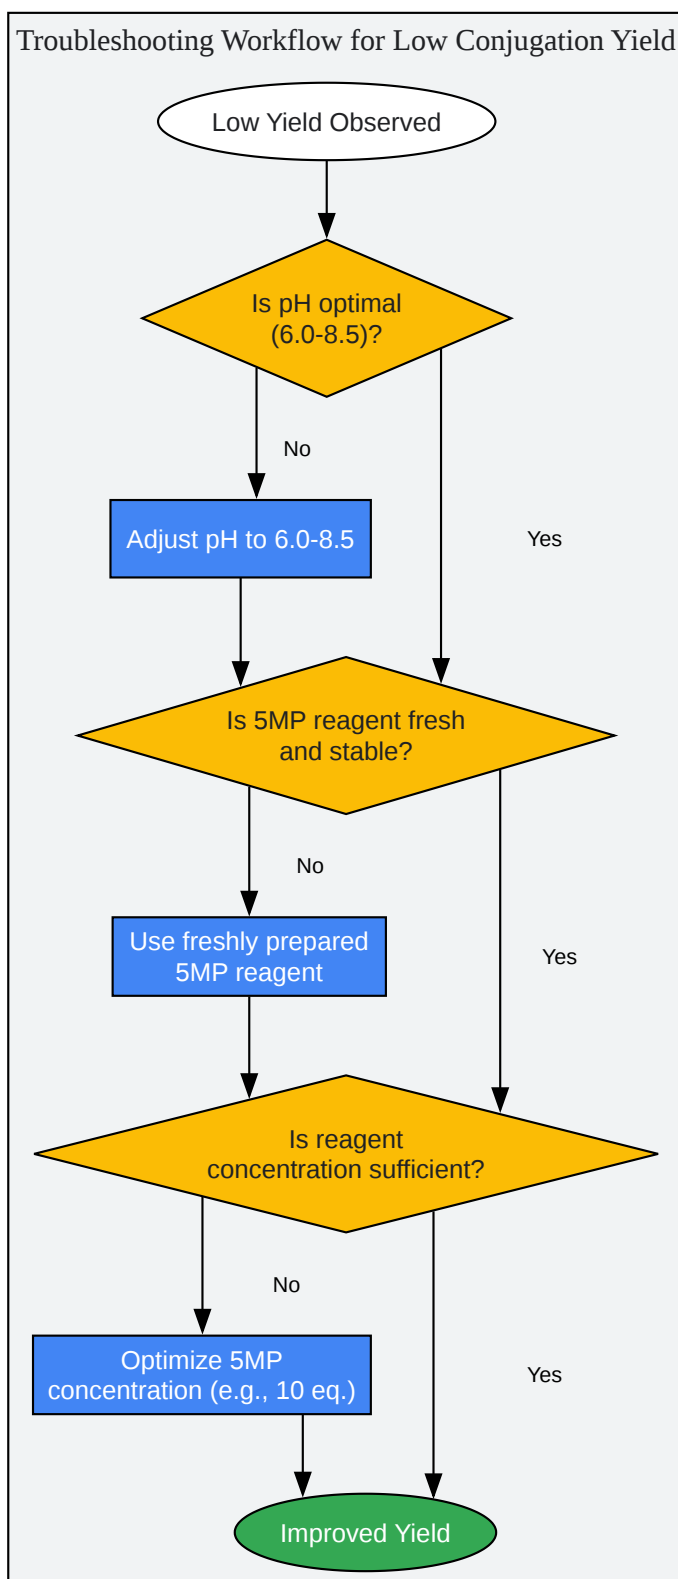 Troubleshooting Workflow for Low Conjugation Yield
Low Yield Observed
Is pH optimal
(6.0-8.5)?
No
Adjust pH to 6.0-8.5
Yes
Is 5MP reagent fresh
and stable?
No
Use freshly prepared
5MP reagent
Yes
Is reagent
concentration sufficient?
No
Optimize 5MP
concentration (e.g., 10 eq.)
Yes
Improved Yield